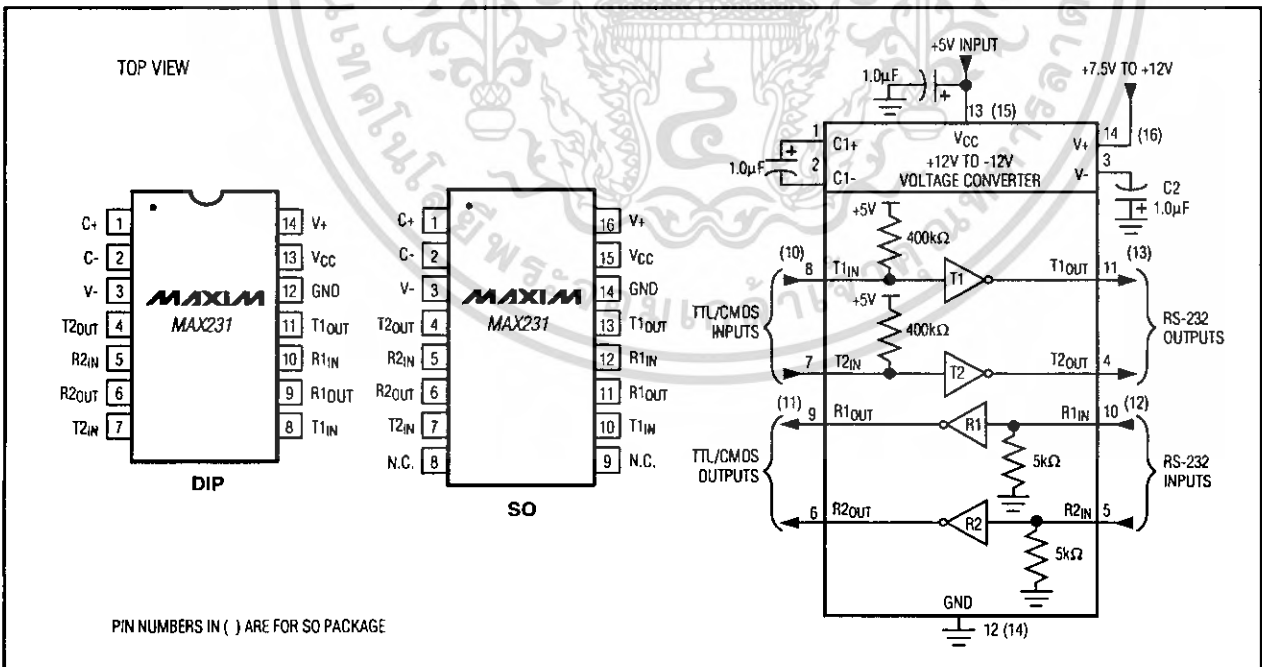 TOP VIEW
C+ 1
C- 2
V- 3
T2OUT 4
R2IN 5
R2OUT 6
T2IN 7
14 V+
13 VCC
12 GND
11 T1OUT
10 R1IN
9 R1OUT
8 T1IN
MAXIM
MAX231
DIP
C+ 1
C- 2
V- 3
T2OUT 4
R2IN 5
R2OUT 6
T2IN 7
N.C. 8
16 V+
15 VCC
14 GND
13 T1OUT
12 R1IN
11 R1OUT
10 T1IN
9 N.C.
MAXIM
MAX231
SO
PIN NUMBERS IN ( ) ARE FOR SO PACKAGE
+5V INPUT
1.0µF
+
+7.5V TO +12V
13 (15)
1 C1+
2 C1-
1.0µF
+
VCC
+12V TO -12V
VOLTAGE CONVERTER
V+ 14 (16)
V- 3
C2
+ 1.0µF
+5V
400kΩ
(10)
8 T1IN
T1
T1OUT 11 (13)
+5V
400kΩ
TTL/CMOS
INPUTS
RS-232
OUTPUTS
7 T2IN
T2
T2OUT 4
(11)
9 R1OUT
R1
R1IN 10 (12)
5kΩ
TTL/CMOS
OUTPUTS
RS-232
INPUTS
6 R2OUT
R2
R2IN 5
5kΩ
GND
12 (14)